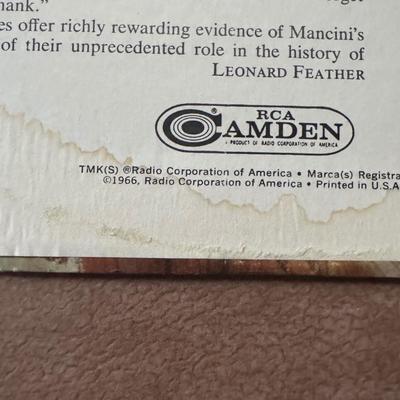 hank."
es offer richly rewarding evidence of Mancini's
of their unprecedented role in the history of
LEONARD FEATHER
RCA
CAMDEN
A PRODUCT OF RADIO CORPORATION OF AMERICA
TMK(S) ®Radio Corporation of America • Marca(s) Registra
©1966, Radio Corporation of America • Printed in U.S.A